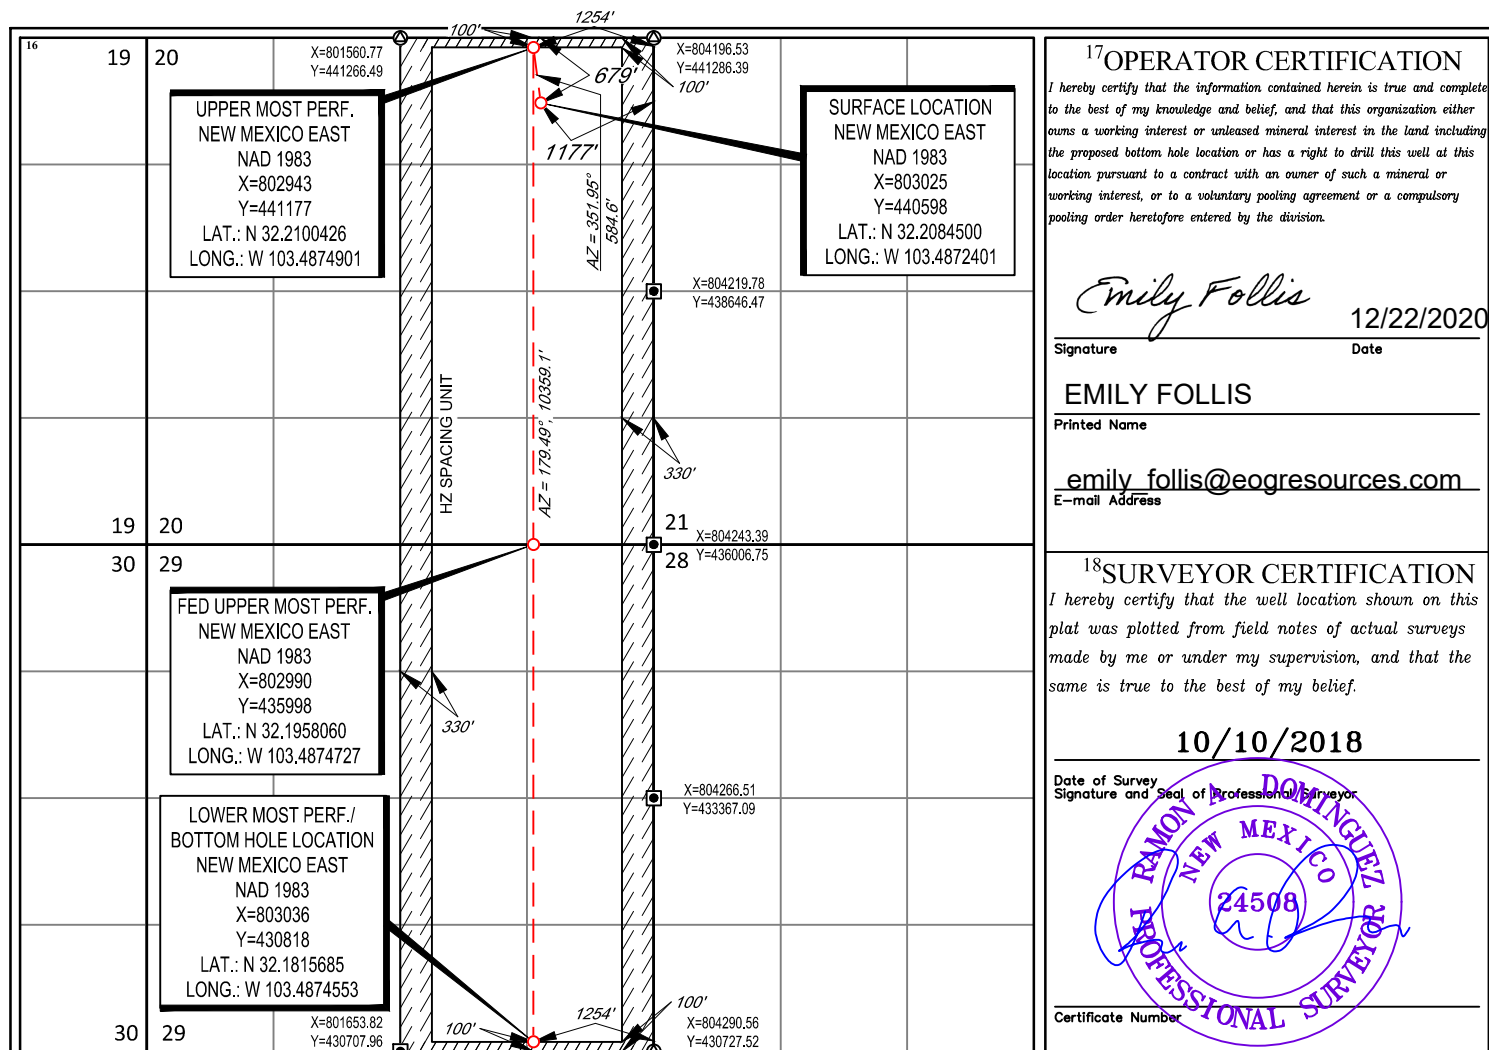 16
19 20
X=801560.77
Y=441266.49
100'
1254'
X=804196.53
Y=441286.39
679'
100'
1177'
AZ = 351.95°
584.6'
UPPER MOST PERF.
NEW MEXICO EAST
NAD 1983
X=802943
Y=441177
LAT.: N 32.2100426
LONG.: W 103.4874901
SURFACE LOCATION
NEW MEXICO EAST
NAD 1983
X=803025
Y=440598
LAT.: N 32.2084500
LONG.: W 103.4872401
X=804219.78
Y=438646.47
HZ SPACING UNIT
AZ = 179.49°, 10359.1'
330'
19 20
21
X=804243.39
Y=436006.75
30 29
28
FED UPPER MOST PERF.
NEW MEXICO EAST
NAD 1983
X=802990
Y=435998
LAT.: N 32.1958060
LONG.: W 103.4874727
330'
X=804266.51
Y=433367.09
LOWER MOST PERF./
BOTTOM HOLE LOCATION
NEW MEXICO EAST
NAD 1983
X=803036
Y=430818
LAT.: N 32.1815685
LONG.: W 103.4874553
30 29
X=801653.82
Y=430707.96
100'
1254'
100'
X=804290.56
Y=430727.52
17OPERATOR CERTIFICATION
I hereby certify that the information contained herein is true and complete
to the best of my knowledge and belief, and that this organization either
owns a working interest or unleased mineral interest in the land including
the proposed bottom hole location or has a right to drill this well at this
location pursuant to a contract with an owner of such a mineral or
working interest, or to a voluntary pooling agreement or a compulsory
pooling order heretofore entered by the division.
Emily Follis
12/22/2020
Signature Date
EMILY FOLLIS
Printed Name
emily_follis@eogresources.com
E-mail Address
18SURVEYOR CERTIFICATION
I hereby certify that the well location shown on this
plat was plotted from field notes of actual surveys
made by me or under my supervision, and that the
same is true to the best of my belief.
10/10/2018
Date of Survey
Signature and Seal of Professional Surveyor
RAMON A. DOMINGUEZ
NEW MEXICO
24508
PROFESSIONAL SURVEYOR
Certificate Number